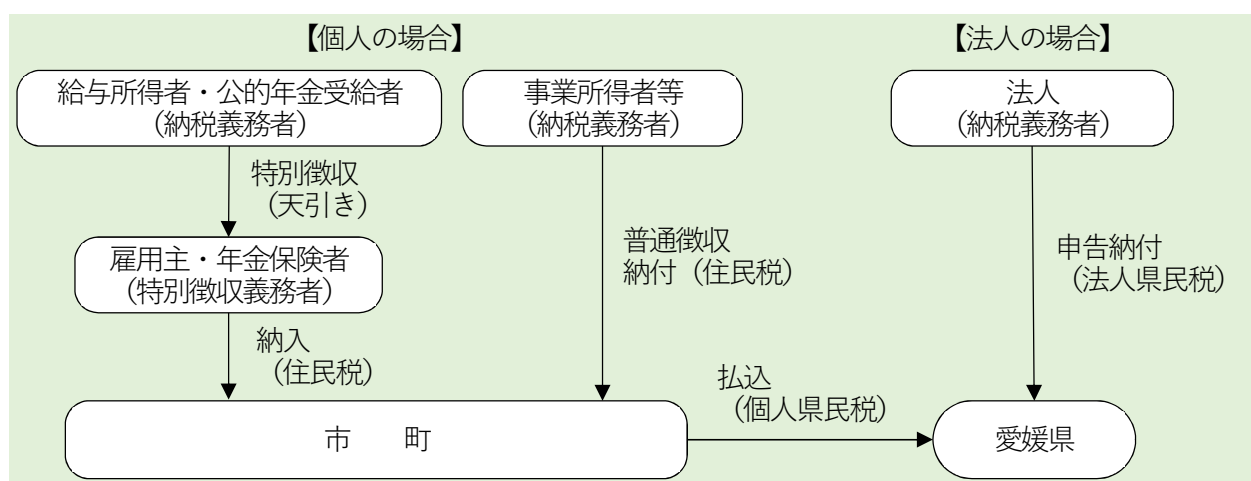 【個人の場合】
給与所得者・公的年金受給者
(納税義務者)
特別徴収
(天引き)
雇用主・年金保険者
(特別徴収義務者)
納入
(住民税)
事業所得者等
(納税義務者)
普通徴収
納付(住民税)
市　　町
払込
(個人県民税)
【法人の場合】
法人
(納税義務者)
申告納付
(法人県民税)
愛媛県